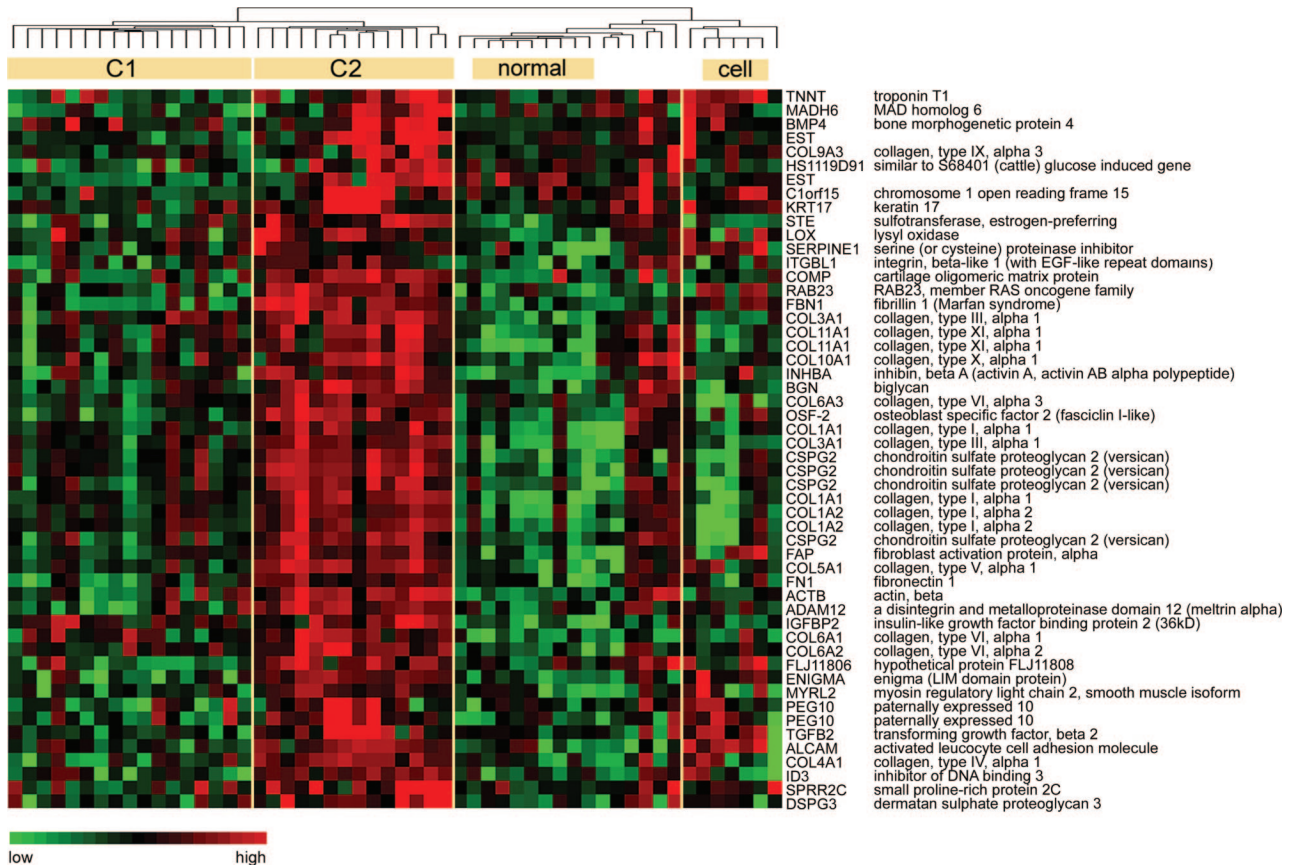 C1 C2 normal cell
TNNT troponin T1
MADH6 MAD homolog 6
BMP4 bone morphogenetic protein 4
EST
COL9A3 collagen, type IX, alpha 3
HS1119D91 similar to S68401 (cattle) glucose induced gene
EST
C1orf15 chromosome 1 open reading frame 15
KRT17 keratin 17
STE sulfotransferase, estrogen-preferring
LOX lysyl oxidase
SERPINE1 serine (or cysteine) proteinase inhibitor
ITGBL1 integrin, beta-like 1 (with EGF-like repeat domains)
COMP cartilage oligomeric matrix protein
RAB23 RAB23, member RAS oncogene family
FBN1 fibrillin 1 (Marfan syndrome)
COL3A1 collagen, type III, alpha 1
COL11A1 collagen, type XI, alpha 1
COL11A1 collagen, type XI, alpha 1
COL10A1 collagen, type X, alpha 1
INHBA inhibin, beta A (activin A, activin AB alpha polypeptide)
BGN biglycan
COL6A3 collagen, type VI, alpha 3
OSF-2 osteoblast specific factor 2 (fasciclin I-like)
COL1A1 collagen, type I, alpha 1
COL3A1 collagen, type III, alpha 1
CSPG2 chondroitin sulfate proteoglycan 2 (versican)
CSPG2 chondroitin sulfate proteoglycan 2 (versican)
CSPG2 chondroitin sulfate proteoglycan 2 (versican)
COL1A1 collagen, type I, alpha 1
COL1A2 collagen, type I, alpha 2
COL1A2 collagen, type I, alpha 2
CSPG2 chondroitin sulfate proteoglycan 2 (versican)
FAP fibroblast activation protein, alpha
COL5A1 collagen, type V, alpha 1
FN1 fibronectin 1
ACTB actin, beta
ADAM12 a disintegrin and metalloproteinase domain 12 (meltrin alpha)
IGFBP2 insulin-like growth factor binding protein 2 (36kD)
COL6A1 collagen, type VI, alpha 1
COL6A2 collagen, type VI, alpha 2
FLJ11806 hypothetical protein FLJ11808
ENIGMA enigma (LIM domain protein)
MYRL2 myosin regulatory light chain 2, smooth muscle isoform
PEG10 paternally expressed 10
PEG10 paternally expressed 10
TGFB2 transforming growth factor, beta 2
ALCAM activated leucocyte cell adhesion molecule
COL4A1 collagen, type IV, alpha 1
ID3 inhibitor of DNA binding 3
SPRR2C small proline-rich protein 2C
DSPG3 dermatan sulphate proteoglycan 3
low high